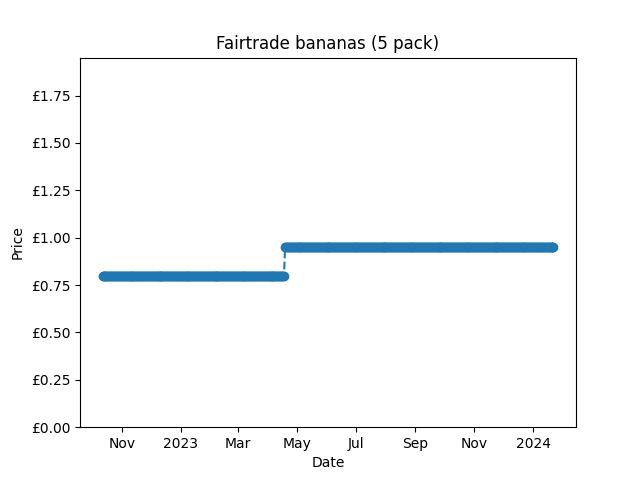 Fairtrade bananas (5 pack)
£1.75
£1.50
£1.25
£1.00
£0.75
£0.50
£0.25
£0.00
Price
Nov 2023 Mar May Jul Sep Nov 2024
Date